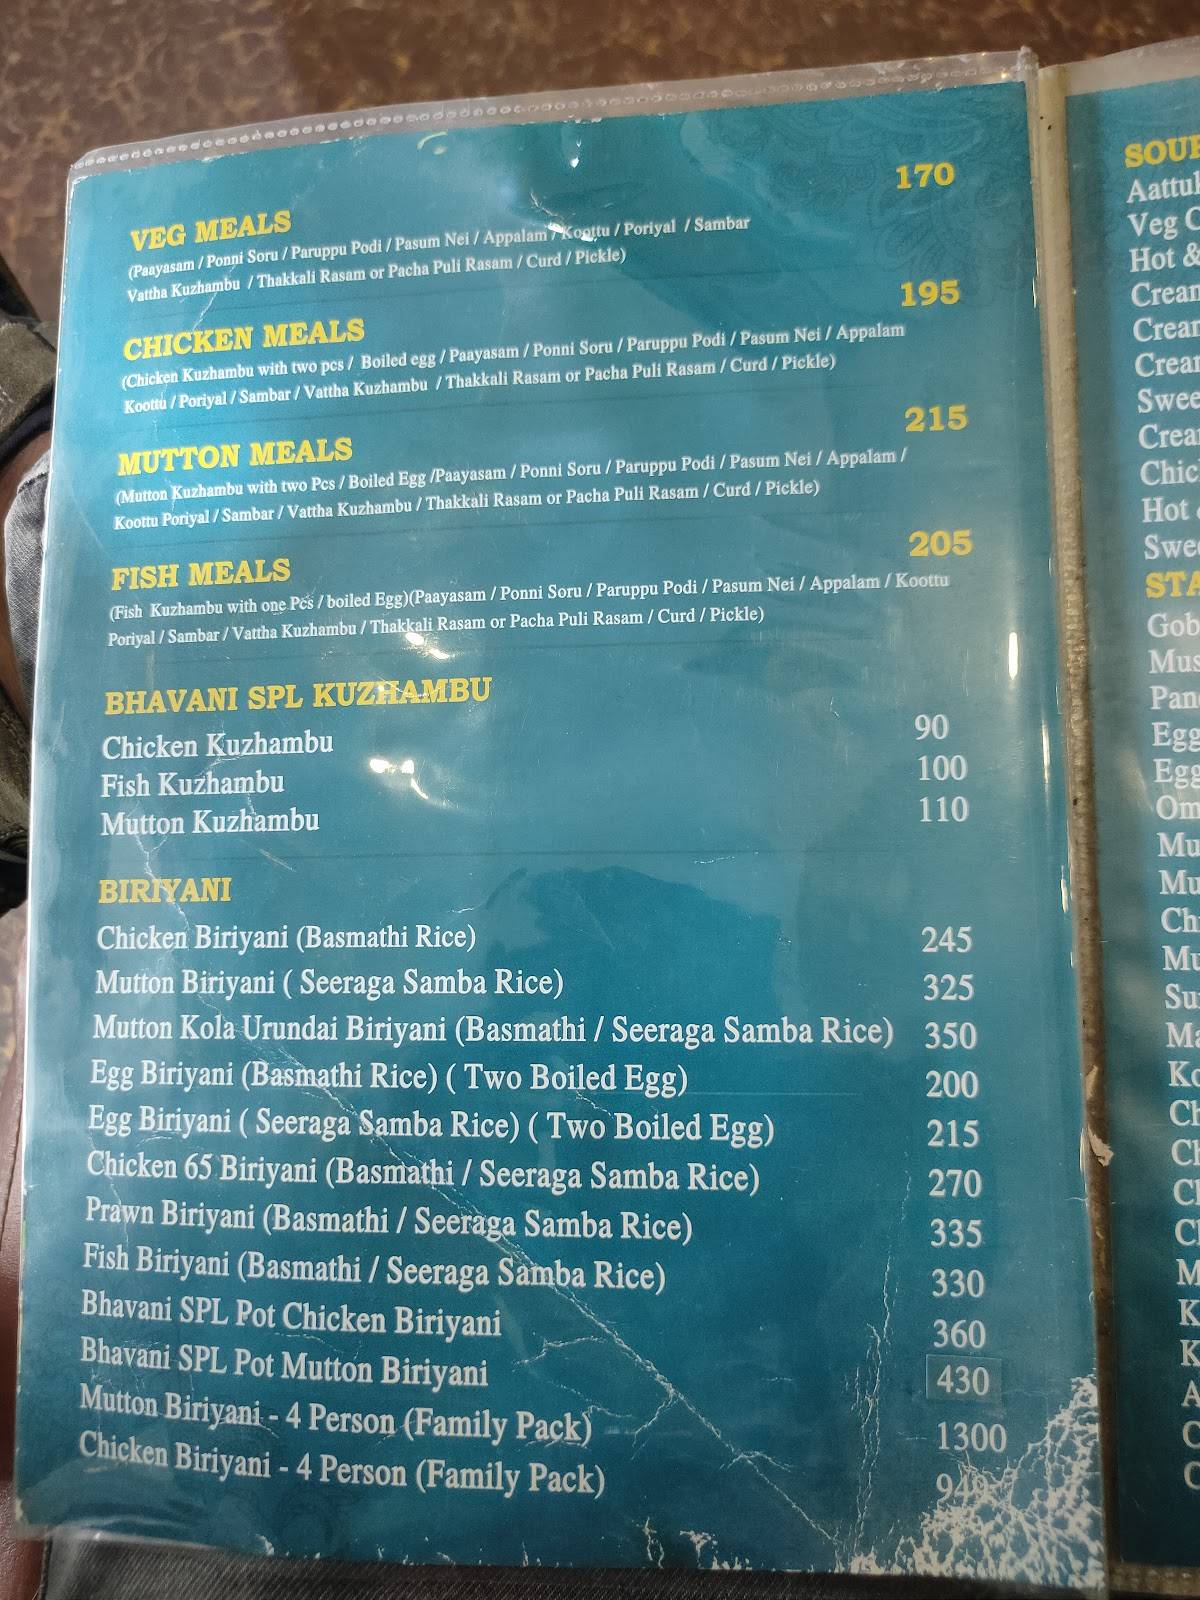 VEG MEALS 170
(Paayasam / Ponni Soru / Paruppu Podi / Pasum Nei / Appalam / Koottu / Poriyal / Sambar
Vattha Kuzhambu / Thakkali Rasam or Pacha Puli Rasam / Curd / Pickle)
CHICKEN MEALS 195
(Chicken Kuzhambu with two pcs / Boiled egg / Paayasam / Ponni Soru / Paruppu Podi / Pasum Nei / Appalam
Koottu / Poriyal / Sambar / Vattha Kuzhambu / Thakkali Rasam or Pacha Puli Rasam / Curd / Pickle)
MUTTON MEALS 215
(Mutton Kuzhambu with two Pcs / Boiled Egg /Paayasam / Ponni Soru / Paruppu Podi / Pasum Nei / Appalam /
Koottu Poriyal / Sambar / Vattha Kuzhambu / Thakkali Rasam or Pacha Puli Rasam / Curd / Pickle)
FISH MEALS 205
(Fish Kuzhambu with one Pcs / boiled Egg)(Paayasam / Ponni Soru / Paruppu Podi / Pasum Nei / Appalam / Koottu
Poriyal / Sambar / Vattha Kuzhambu / Thakkali Rasam or Pacha Puli Rasam / Curd / Pickle)
BHAVANI SPL KUZHAMBU
Chicken Kuzhambu 90
Fish Kuzhambu 100
Mutton Kuzhambu 110
BIRIYANI
Chicken Biriyani (Basmathi Rice) 245
Mutton Biriyani ( Seeraga Samba Rice) 325
Mutton Kola Urundai Biriyani (Basmathi / Seeraga Samba Rice) 350
Egg Biriyani (Basmathi Rice) ( Two Boiled Egg) 200
Egg Biriyani ( Seeraga Samba Rice) ( Two Boiled Egg) 215
Chicken 65 Biriyani (Basmathi / Seeraga Samba Rice) 270
Prawn Biriyani (Basmathi / Seeraga Samba Rice) 335
Fish Biriyani (Basmathi / Seeraga Samba Rice) 330
Bhavani SPL Pot Chicken Biriyani 360
Bhavani SPL Pot Mutton Biriyani 430
Mutton Biriyani - 4 Person (Family Pack) 1300
Chicken Biriyani - 4 Person (Family Pack) 949
Veg
Hot &
Hot